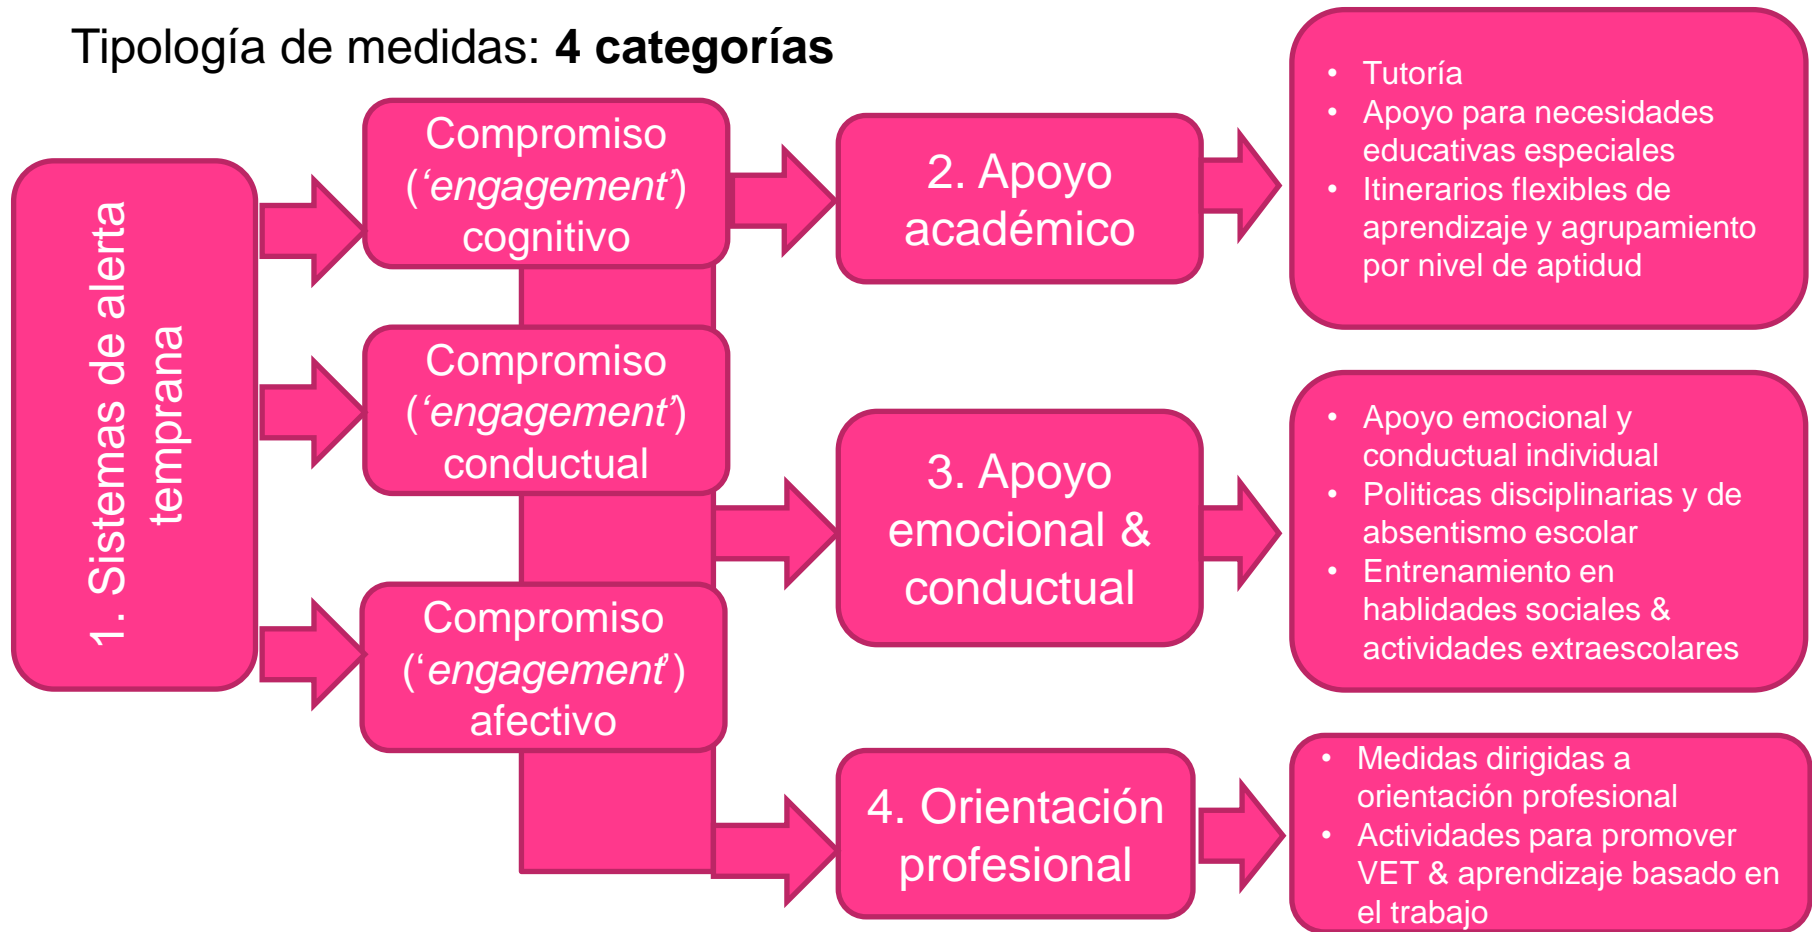 Tipología de medidas: 4 categorías
1. Sistemas de alerta
temprana
Compromiso
(‘engagement’)
cognitivo
Compromiso
(‘engagement’)
conductual
Compromiso
(‘engagement’)
afectivo
2. Apoyo
académico
3. Apoyo
emocional &
conductual
4. Orientación
profesional
• Tutoría
• Apoyo para necesidades
educativas especiales
• Itinerarios flexibles de
aprendizaje y agrupamiento
por nivel de aptidud
• Apoyo emocional y
conductual individual
• Politicas disciplinarias y de
absentismo escolar
• Entrenamiento en
hablidades sociales &
actividades extraescolares
• Medidas dirigidas a
orientación profesional
• Actividades para promover
VET & aprendizaje basado en
el trabajo